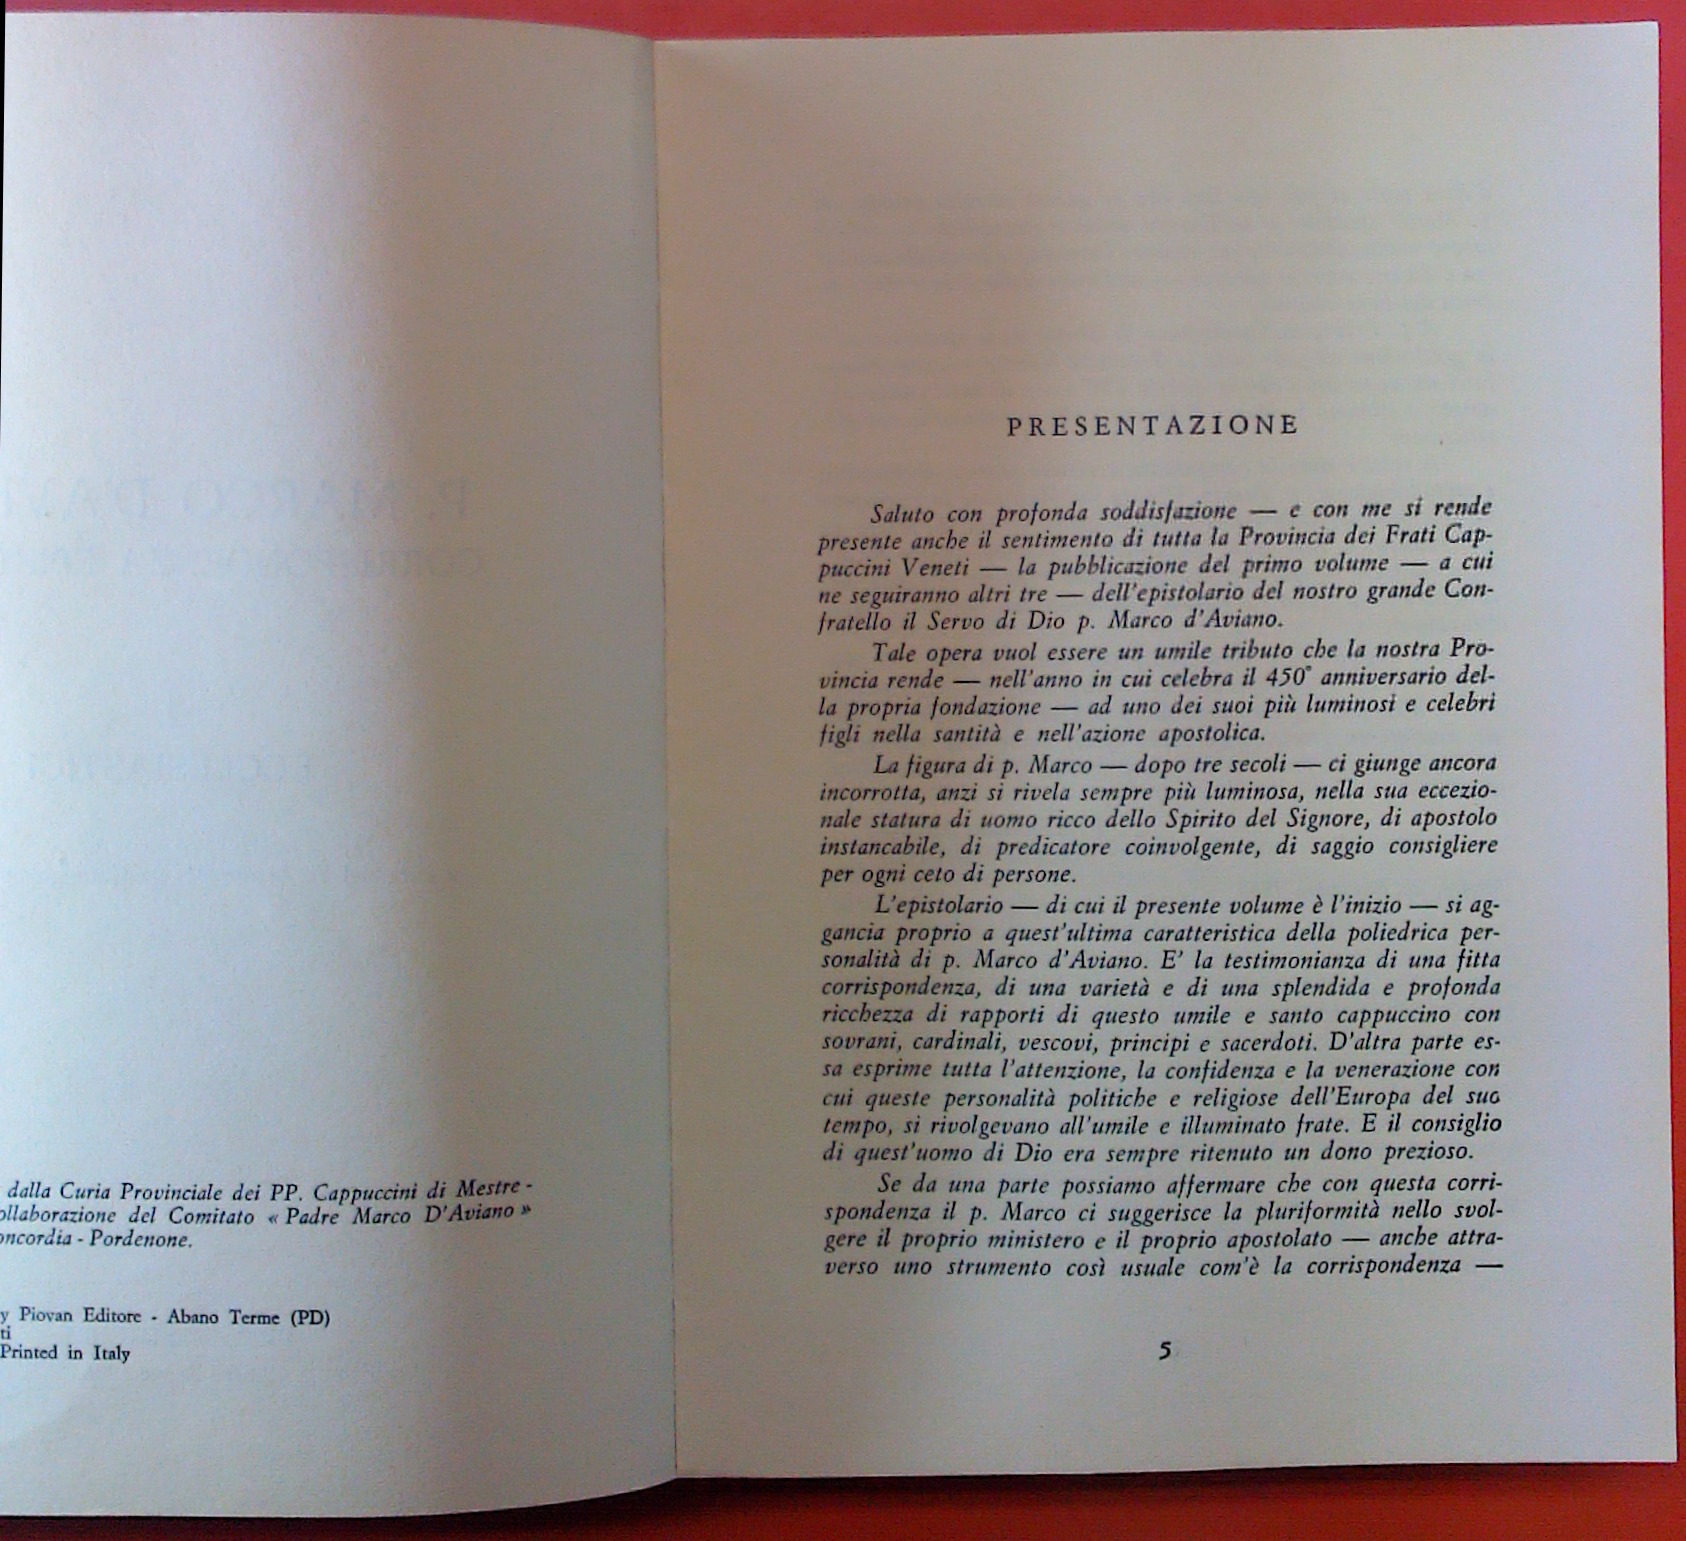 dalla Curia Provinciale dei PP. Cappuccini di Mestre -
ollaborazione del Comitato « Padre Marco D'Aviano »
oncordia - Pordenone.
y Piovan Editore - Abano Terme (PD)
ti
Printed in Italy
PRESENTAZIONE
Saluto con profonda soddisfazione — e con me si rende
presente anche il sentimento di tutta la Provincia dei Frati Cap-
puccini Veneti — la pubblicazione del primo volume — a cui
ne seguiranno altri tre — dell'epistolario del nostro grande Con-
fratello il Servo di Dio p. Marco d'Aviano.
Tale opera vuol essere un umile tributo che la nostra Pro-
vincia rende — nell'anno in cui celebra il 450° anniversario del-
la propria fondazione — ad uno dei suoi più luminosi e celebri
figli nella santità e nell'azione apostolica.
La figura di p. Marco — dopo tre secoli — ci giunge ancora
incorrotta, anzi si rivela sempre più luminosa, nella sua eccezio-
nale statura di uomo ricco dello Spirito del Signore, di apostolo
instancabile, di predicatore coinvolgente, di saggio consigliere
per ogni ceto di persone.
L'epistolario — di cui il presente volume è l'inizio — si ag-
gancia proprio a quest'ultima caratteristica della poliedrica per-
sonalità di p. Marco d'Aviano. E' la testimonianza di una fitta
corrispondenza, di una varietà e di una splendida e profonda
ricchezza di rapporti di questo umile e santo cappuccino con
sovrani, cardinali, vescovi, principi e sacerdoti. D'altra parte es-
sa esprime tutta l'attenzione, la confidenza e la venerazione con
cui queste personalità politiche e religiose dell'Europa del suo
tempo, si rivolgevano all'umile e illuminato frate. E il consiglio
di quest'uomo di Dio era sempre ritenuto un dono prezioso.
Se da una parte possiamo affermare che con questa corri-
spondenza il p. Marco ci suggerisce la pluriformità nello svol-
gere il proprio ministero e il proprio apostolato — anche attra-
verso uno strumento così usuale com'è la corrispondenza —
5